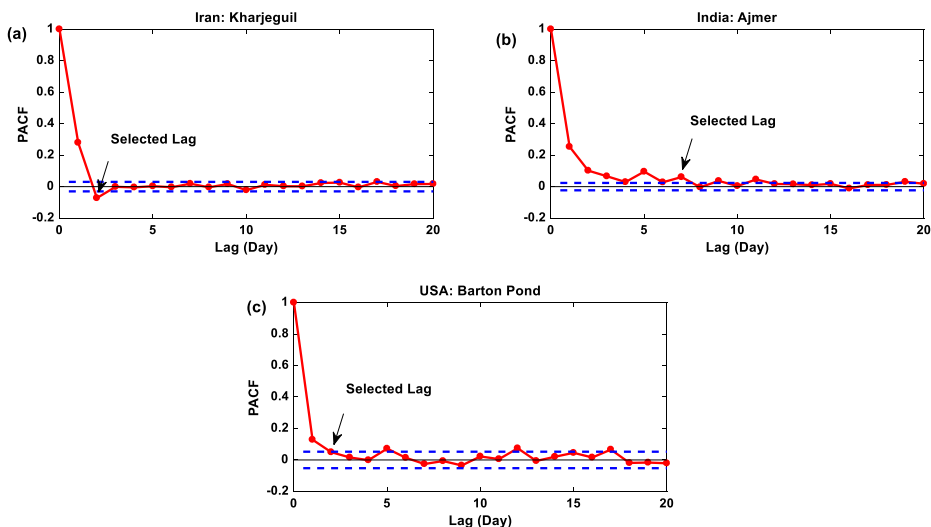 (a)
Iran: Kharjeguil
1
0.8
0.6
0.4
0.2
0
-0.2
PACF
Selected Lag
0 5 10 15 20
Lag (Day)
(b)
India: Ajmer
1
0.8
0.6
0.4
0.2
0
-0.2
PACF
Selected Lag
0 5 10 15 20
Lag (Day)
(c)
USA: Barton Pond
1
0.8
0.6
0.4
0.2
0
-0.2
PACF
Selected Lag
0 5 10 15 20
Lag (Day)